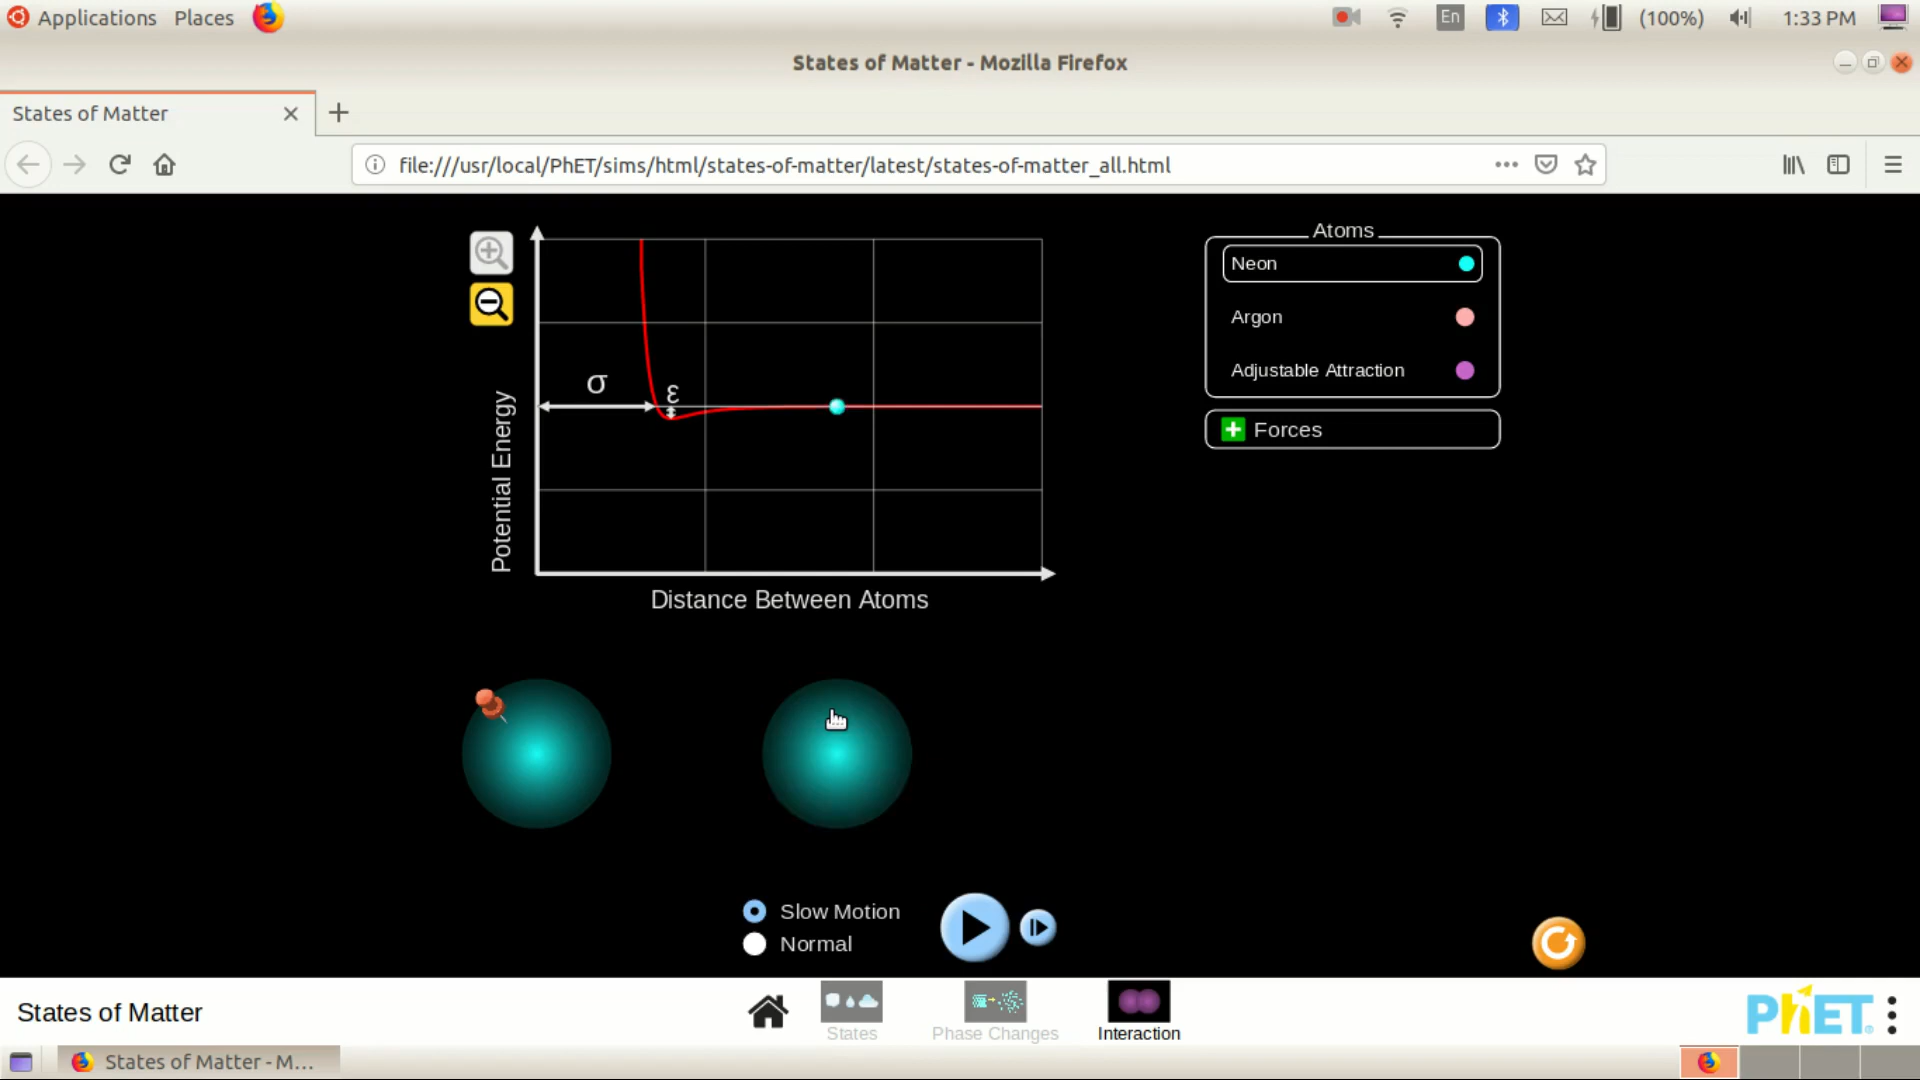 Applications Places En (100%) 1:33 PM
States of Matter - Mozilla Firefox
States of Matter
file:///usr/local/PhET/sims/html/states-of-matter/latest/states-of-matter_all.html
Atoms
Neon
Argon
Adjustable Attraction
Forces
σ
ε
Potential Energy
Distance Between Atoms
Slow Motion
Normal
States of Matter
States
Phase Changes
Interaction
PhET
States of Matter - M...